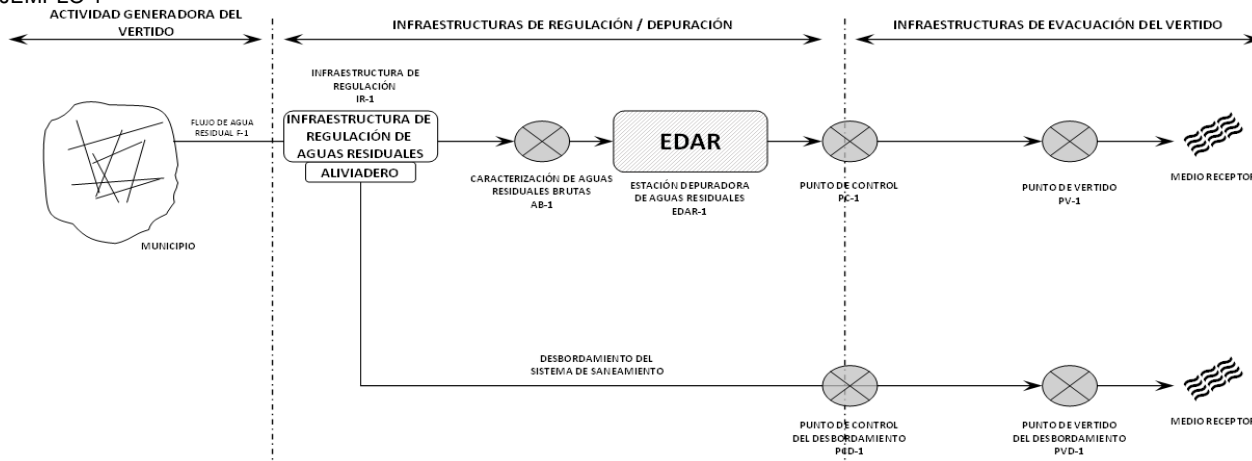 ACTIVIDAD GENERADORA DEL
VERTIDO
INFRAESTRUCTURAS DE REGULACIÓN / DEPURACIÓN
INFRAESTRUCTURAS DE EVACUACIÓN DEL VERTIDO
INFRAESTRUCTURA DE
REGULACIÓN
IR-1
FLUJO DE AGUA
RESIDUAL F-1
INFRAESTRUCTURA DE
REGULACIÓN DE
AGUAS RESIDUALES
ALIVIADERO
EDAR
CARACTERIZACIÓN DE AGUAS
RESIDUALES BRUTAS
AB-1
ESTACIÓN DEPURADORA
DE AGUAS RESIDUALES
EDAR-1
PUNTO DE CONTROL
PC-1
PUNTO DE VERTIDO
PV-1
MEDIO RECEPTOR
MUNICIPIO
DESBORDAMIENTO DEL
SISTEMA DE SANEAMIENTO
PUNTO DE CONTROL
DEL DESBORDAMIENTO
PCD-1
PUNTO DE VERTIDO
DEL DESBORDAMIENTO
PVD-1
MEDIO RECEPTOR